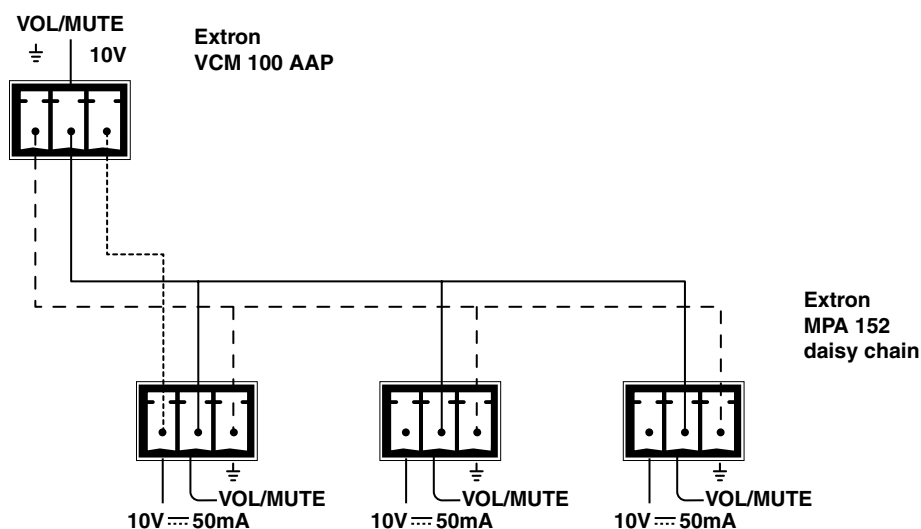 VOL/MUTE
10V
Extron
VCM 100 AAP
Extron
MPA 152
daisy chain
VOL/MUTE
10V 50mA
VOL/MUTE
10V 50mA
VOL/MUTE
10V 50mA